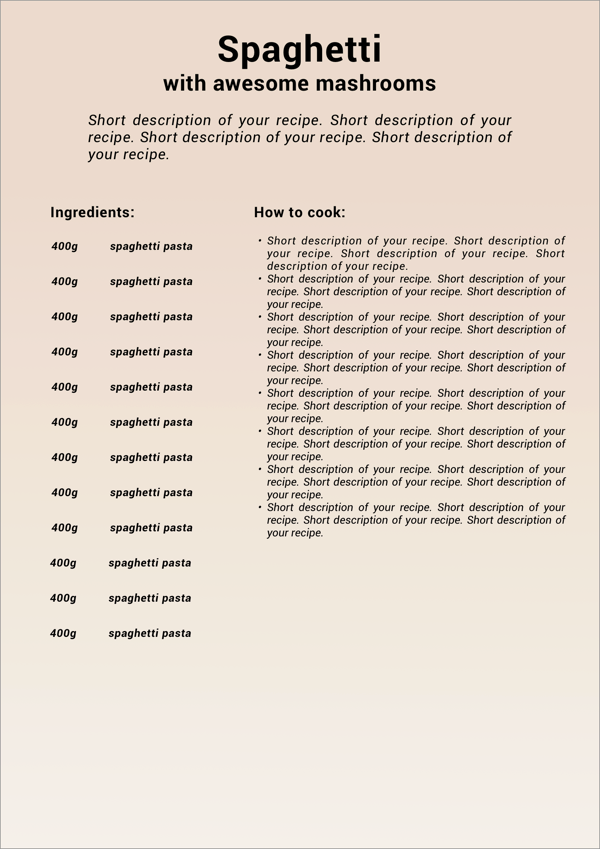 Spaghetti
with awesome mashrooms
Short description of your recipe. Short description of your
recipe. Short description of your recipe. Short description of
your recipe.
Ingredients:
400g spaghetti pasta
400g spaghetti pasta
400g spaghetti pasta
400g spaghetti pasta
400g spaghetti pasta
400g spaghetti pasta
400g spaghetti pasta
400g spaghetti pasta
400g spaghetti pasta
400g spaghetti pasta
400g spaghetti pasta
400g spaghetti pasta
How to cook:
• Short description of your recipe. Short description of
your recipe. Short description of your recipe. Short
description of your recipe.
• Short description of your recipe. Short description of your
recipe. Short description of your recipe. Short description of
your recipe.
• Short description of your recipe. Short description of your
recipe. Short description of your recipe. Short description of
your recipe.
• Short description of your recipe. Short description of your
recipe. Short description of your recipe. Short description of
your recipe.
• Short description of your recipe. Short description of your
recipe. Short description of your recipe. Short description of
your recipe.
• Short description of your recipe. Short description of your
recipe. Short description of your recipe. Short description of
your recipe.
• Short description of your recipe. Short description of your
recipe. Short description of your recipe. Short description of
your recipe.
• Short description of your recipe. Short description of your
recipe. Short description of your recipe. Short description of
your recipe.